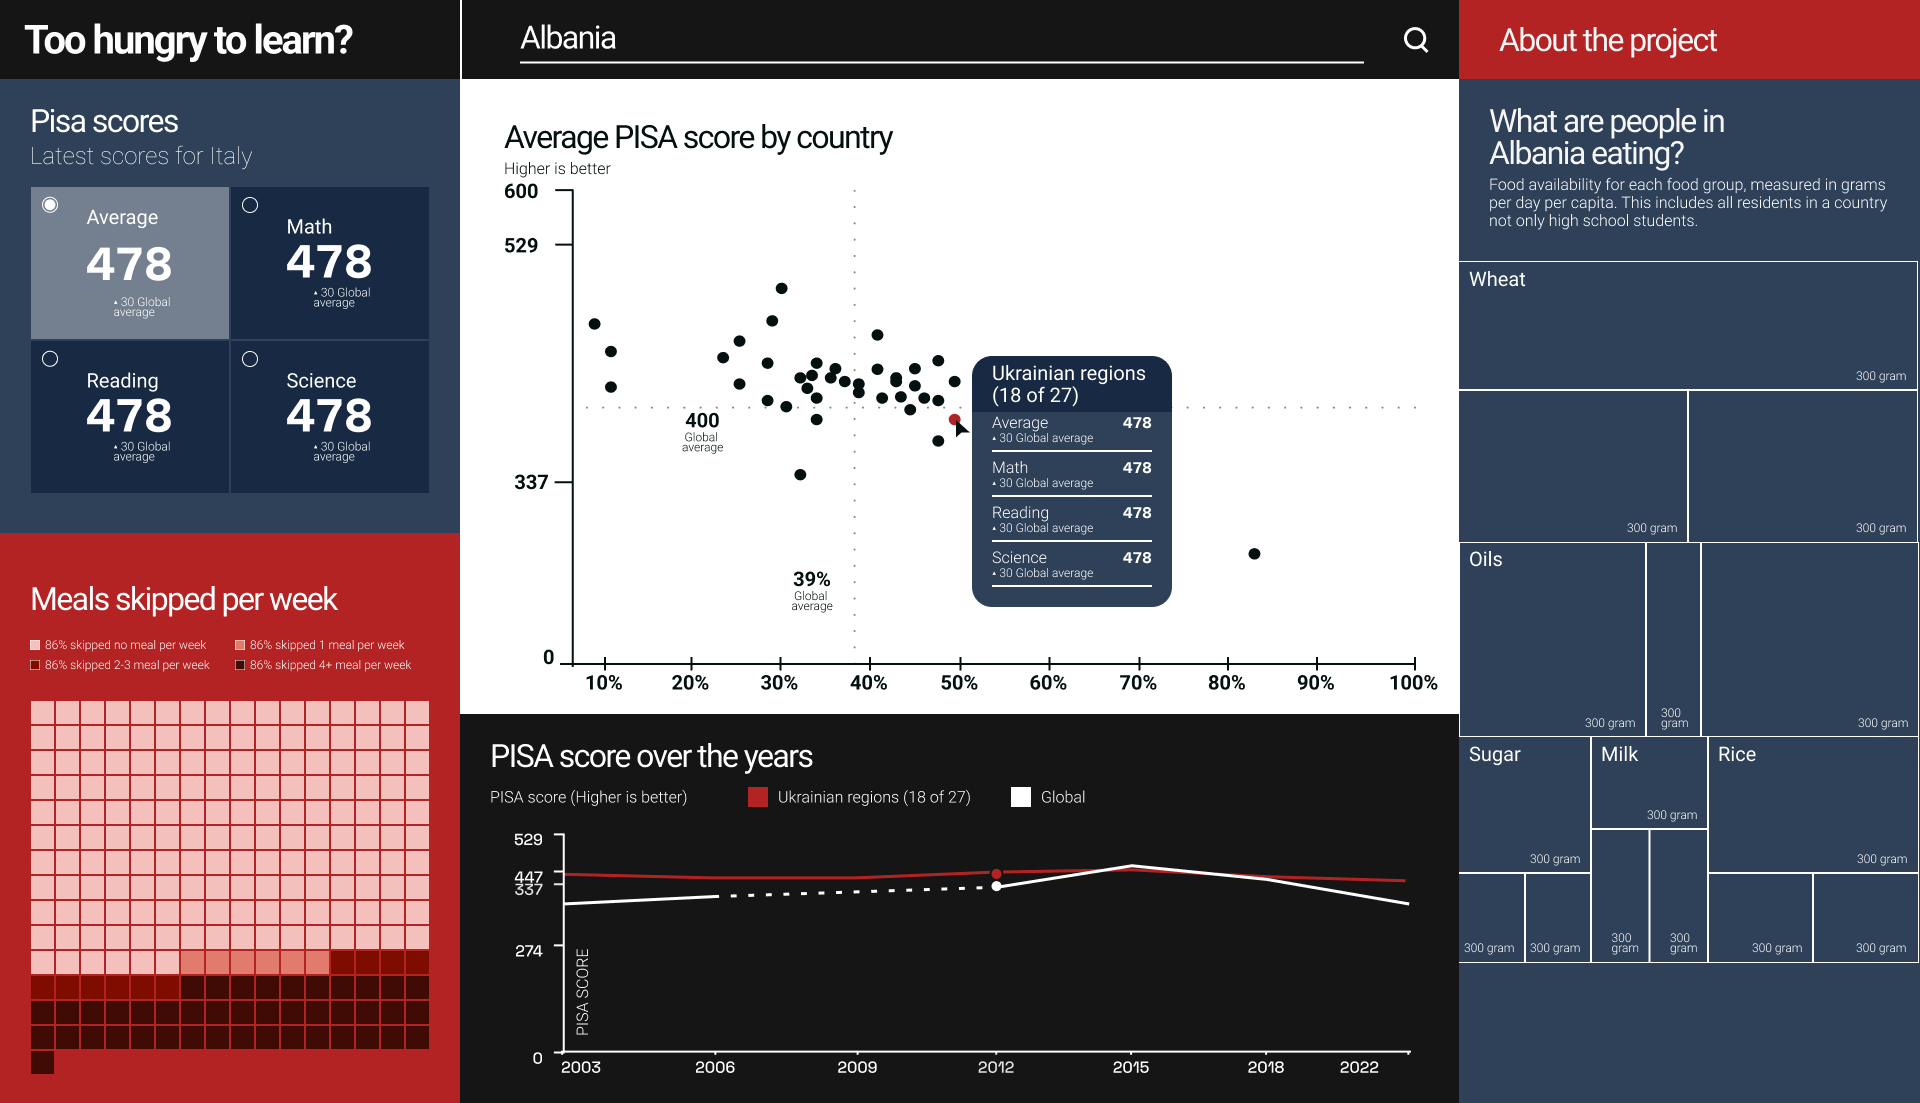 Too hungry to learn?
Albania
About the project
Pisa scores
Latest scores for Italy
Average
478
▲ 30 Global
average
Math
478
▲ 30 Global
average
Reading
478
▲ 30 Global
average
Science
478
▲ 30 Global
average
Meals skipped per week
86% skipped no meal per week
86% skipped 1 meal per week
86% skipped 2-3 meal per week
86% skipped 4+ meal per week
Average PISA score by country
Higher is better
600
529
400
Global
average
337
39%
Global
average
0
10% 20% 30% 40% 50% 60% 70% 80% 90% 100%
Ukrainian regions
(18 of 27)
Average 478
▲ 30 Global average
Math 478
▲ 30 Global average
Reading 478
▲ 30 Global average
Science 478
▲ 30 Global average
PISA score over the years
PISA score (Higher is better)
Ukrainian regions (18 of 27)
Global
529
447
337
274
0
PISA SCORE
2003 2006 2009 2012 2015 2018 2022
What are people in
Albania eating?
Food availability for each food group, measured in grams
per day per capita. This includes all residents in a country
not only high school students.
Wheat
300 gram
300 gram
300 gram
Oils
300 gram
300
gram
300 gram
Sugar
300 gram
Milk
300 gram
Rice
300 gram
300 gram
300 gram
300
gram
300
gram
300 gram
300 gram